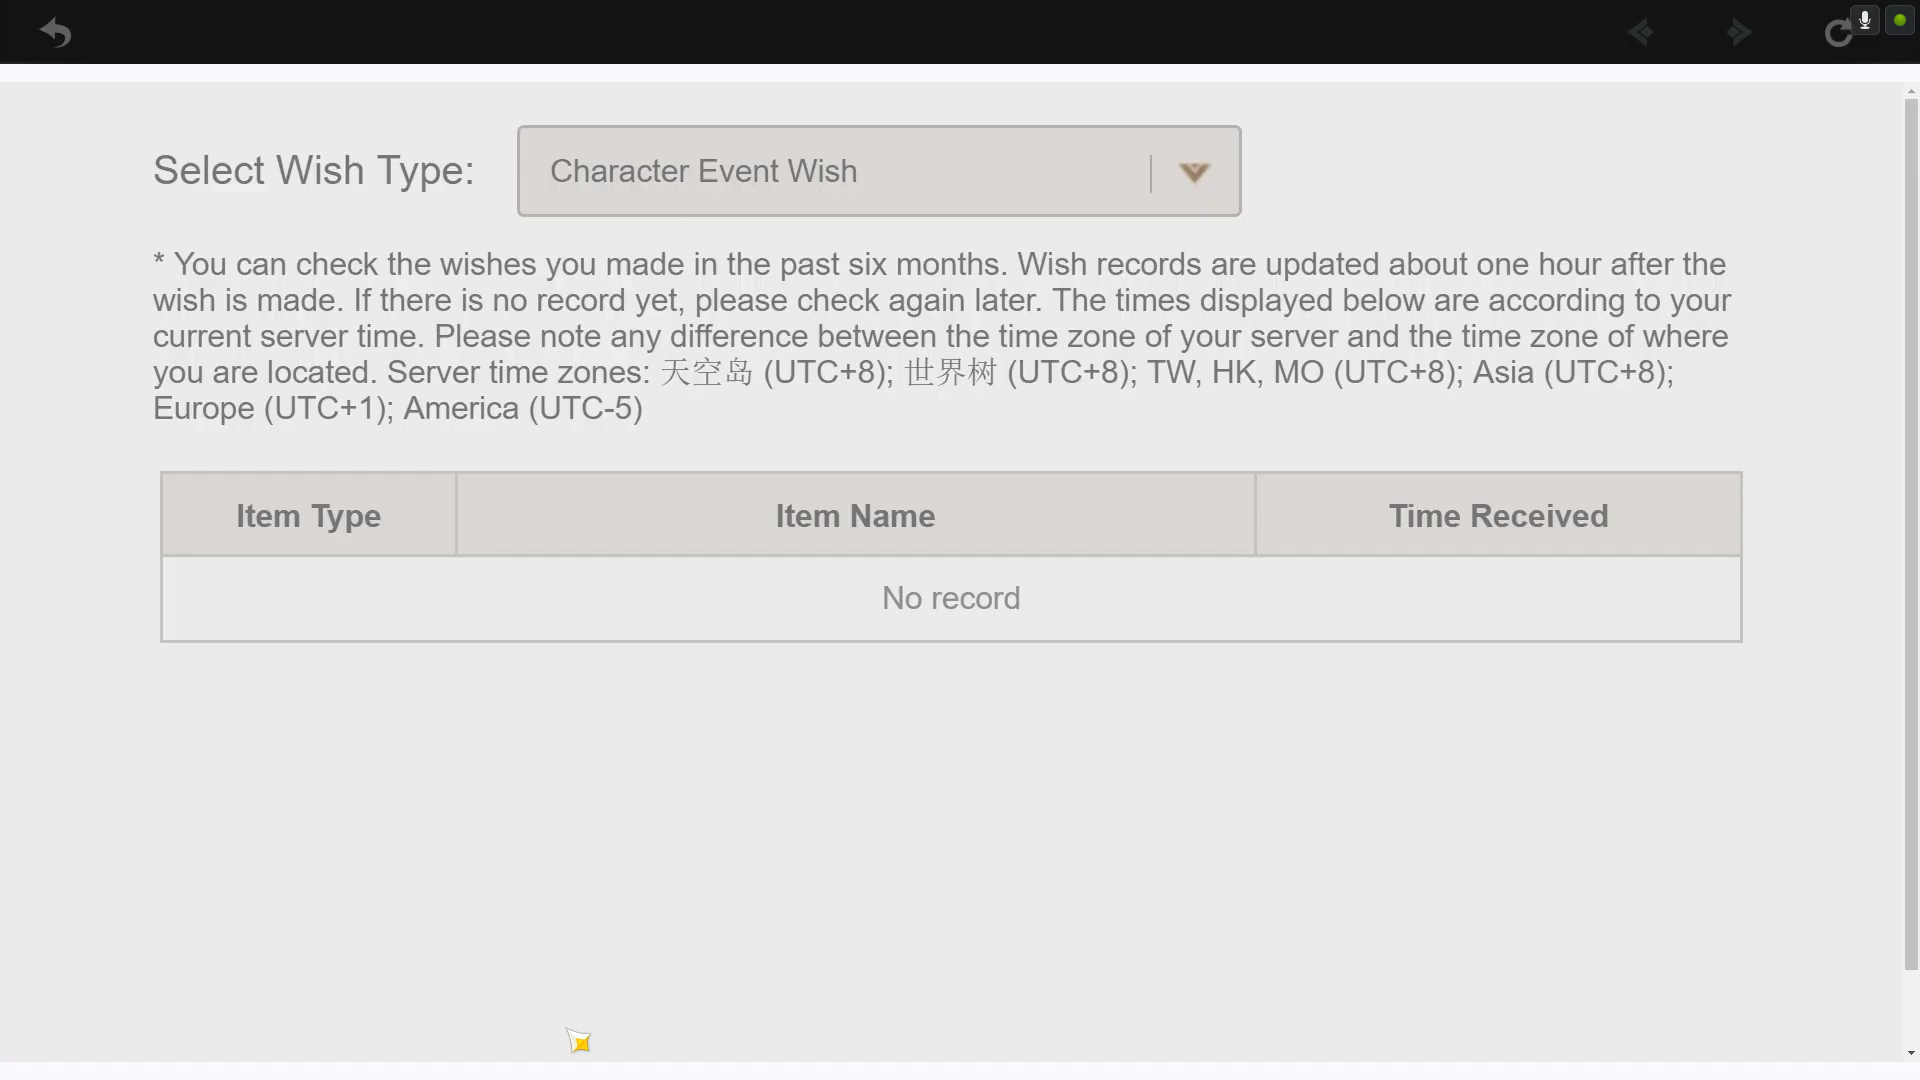 Select Wish Type:
Character Event Wish
* You can check the wishes you made in the past six months. Wish records are updated about one hour after the
wish is made. If there is no record yet, please check again later. The times displayed below are according to your
current server time. Please note any difference between the time zone of your server and the time zone of where
you are located. Server time zones: 天空岛 (UTC+8); 世界树 (UTC+8); TW, HK, MO (UTC+8); Asia (UTC+8);
Europe (UTC+1); America (UTC-5)
Item Type
Item Name
Time Received
No record